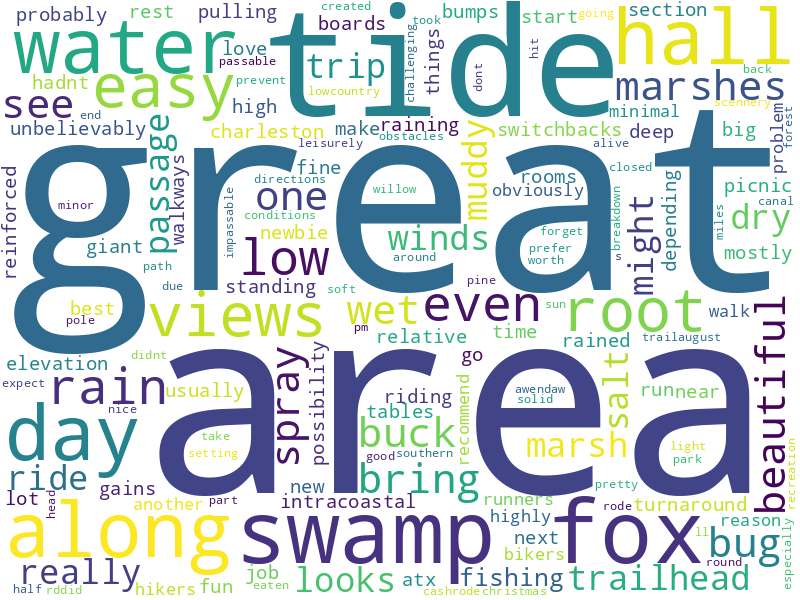 probably
rest
pulling
created
took
bumps
start
section
hall
water
tide
boards
love
passable
trip
things
challenging
hit
going
back
hadnt
easy
prevent
dont
marshes
scenery
see
high
lowcountry
minimal
unbelievably
charleston
make
raining
switchbacks
deep
big
problem
forest
leisurely
obstacles
alive
closed
passage
walkways
fine
muddy
rooms
obviously
picnic
reinforced
great
minor
impassable
directions
one
willow
might
depending
miles
canal
dry
conditions
newbie
winds
forget
prefer
worth
breakdown
s
mostly
giant
low
around
path
due
standing
soft
pine
best
pole
views
wet
even
sun
root
walk
pm
relative
time
rained
trailaugust
didnt
elevation
rain
expect
nice
usually
spray
possibility
area
go
salt
run
near
beautiful
riding
awendaw
solid
tables
recommend
day
take
setting
buck
marsh
light
park
good
southern
pretty
ride
bring
lot
head
gains
another
part
new
intracoastal
runners
rode
turnaround
recreation
especially
along
swamp
fox
highly
next
bikers
ll
round
reason
bug
end
really
job
looks
atx
fishing
trailhead
half
rddid
hikers
fun
eaten
cashrode
christmas